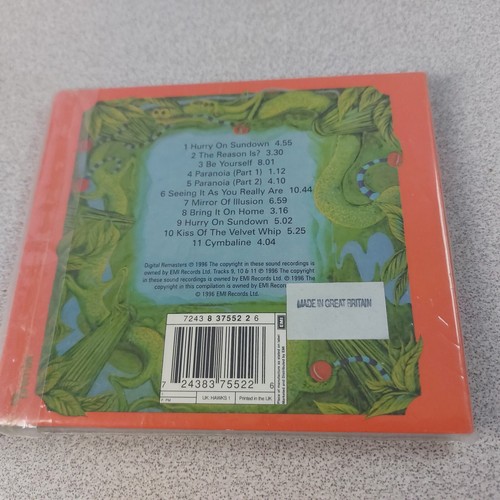 1 Hurry On Sundown 4.55
2 The Reason Is? 3.30
3 Be Yourself 8.01
4 Paranoia (Part 1) 1.12
5 Paranoia (Part 2) 4.10
6 Seeing It As You Really Are 10.44
7 Mirror Of Illusion 6.59
8 Bring It On Home 3.16
9 Hurry On Sundown 5.02
10 Kiss Of The Velvet Whip 5.25
11 Cymbaline 4.04
Digital Remasters ℗ 1996 The copyright in these sound recordings is
owned by EMI Records Ltd. Tracks 9, 10 & 11 ℗ 1996 The copyright
in these sound recordings is owned by EMI Records Ltd. ℗ 1996 The
copyright in this compilation is owned by EMI Records Ltd.
© 1996 EMI Records Ltd.
MADE IN GREAT BRITAIN
7243 8 37552 2 6
EMI
7 24383 75522 6
UK: HAWKS 1
Printed in the UK